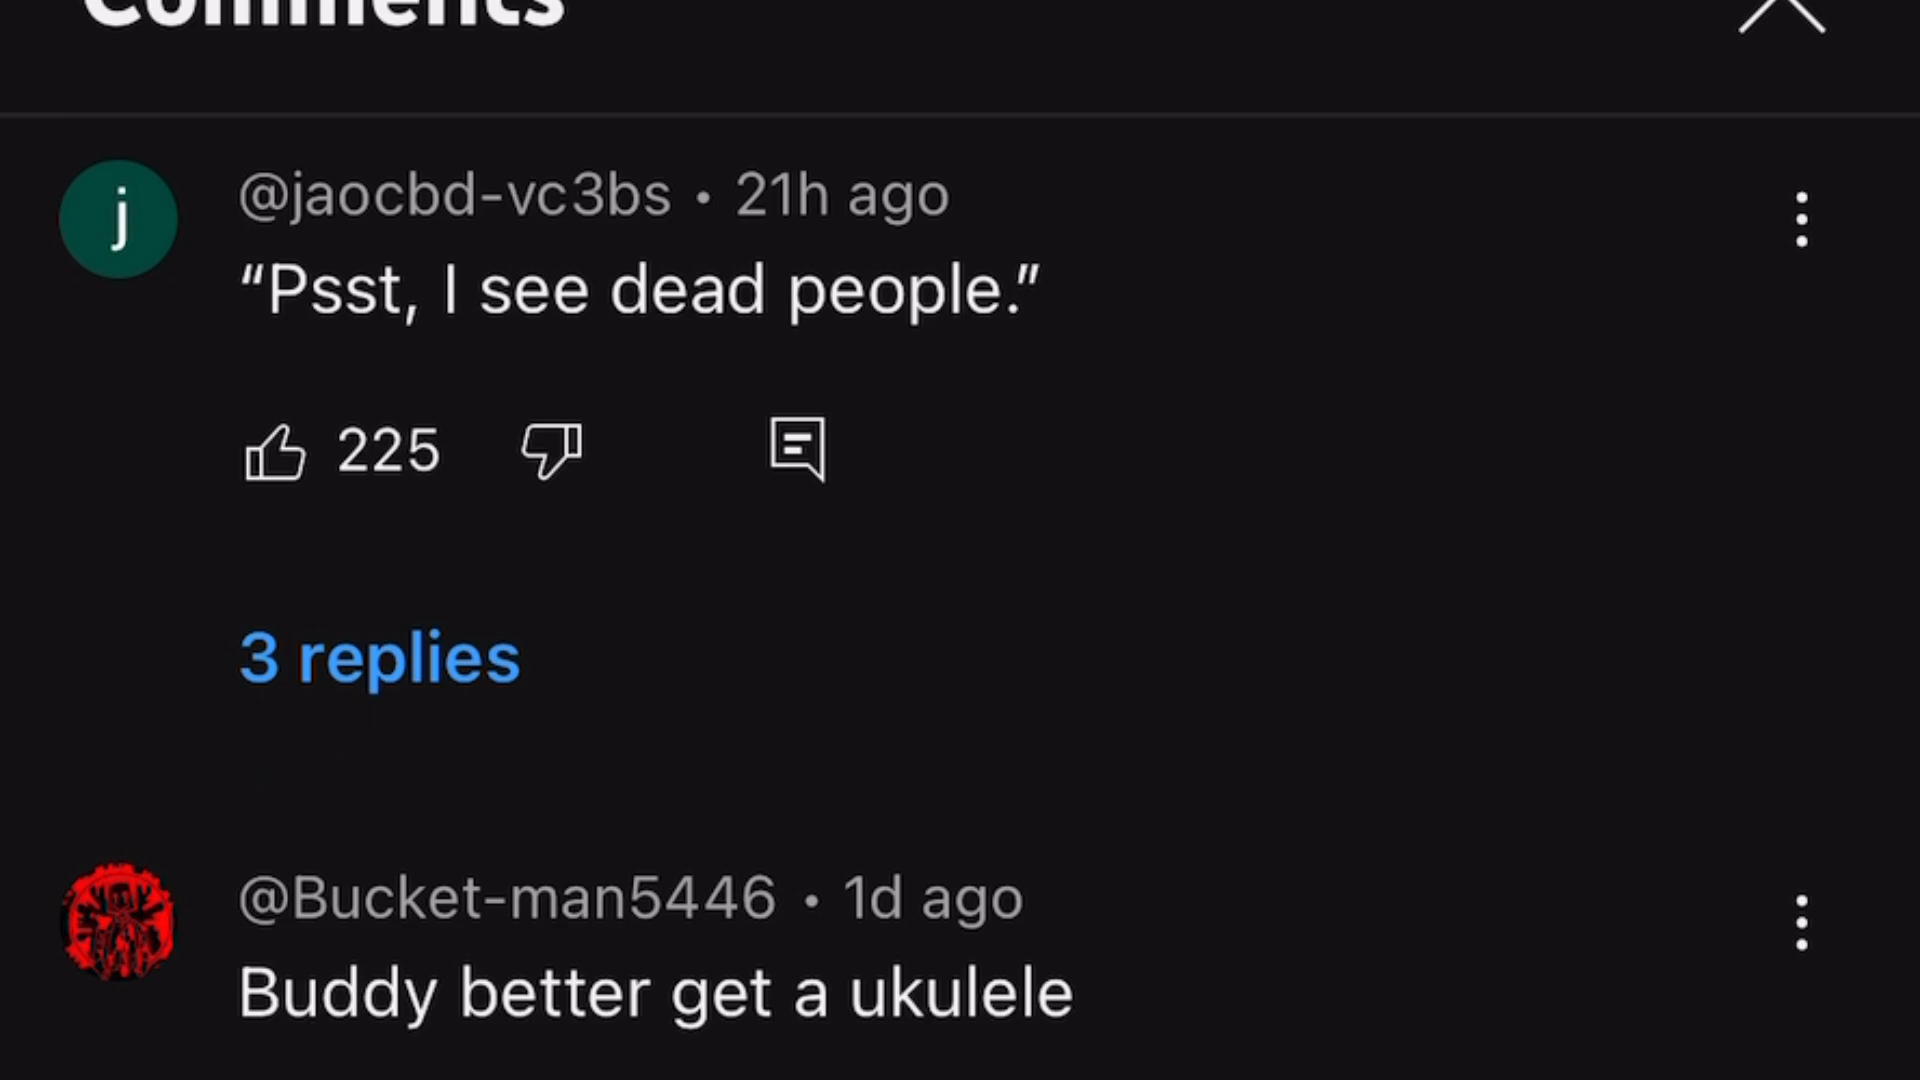 Comments
j
@jaocbd-vc3bs • 21h ago
“Psst, I see dead people.”
225
3 replies
@Bucket-man5446 • 1d ago
Buddy better get a ukulele